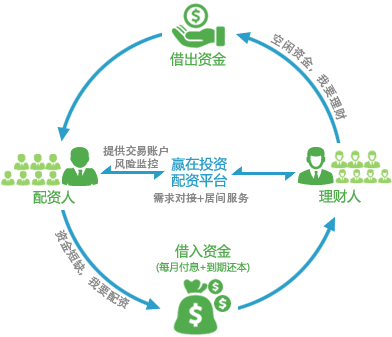 借出资金
空闲资金，我要理财
提供交易账户
风险监控
赢在投资
配资平台
需求对接+居间服务
配资人
理财人
资金短缺，我要配资
借入资金
(每月付息+到期还本)